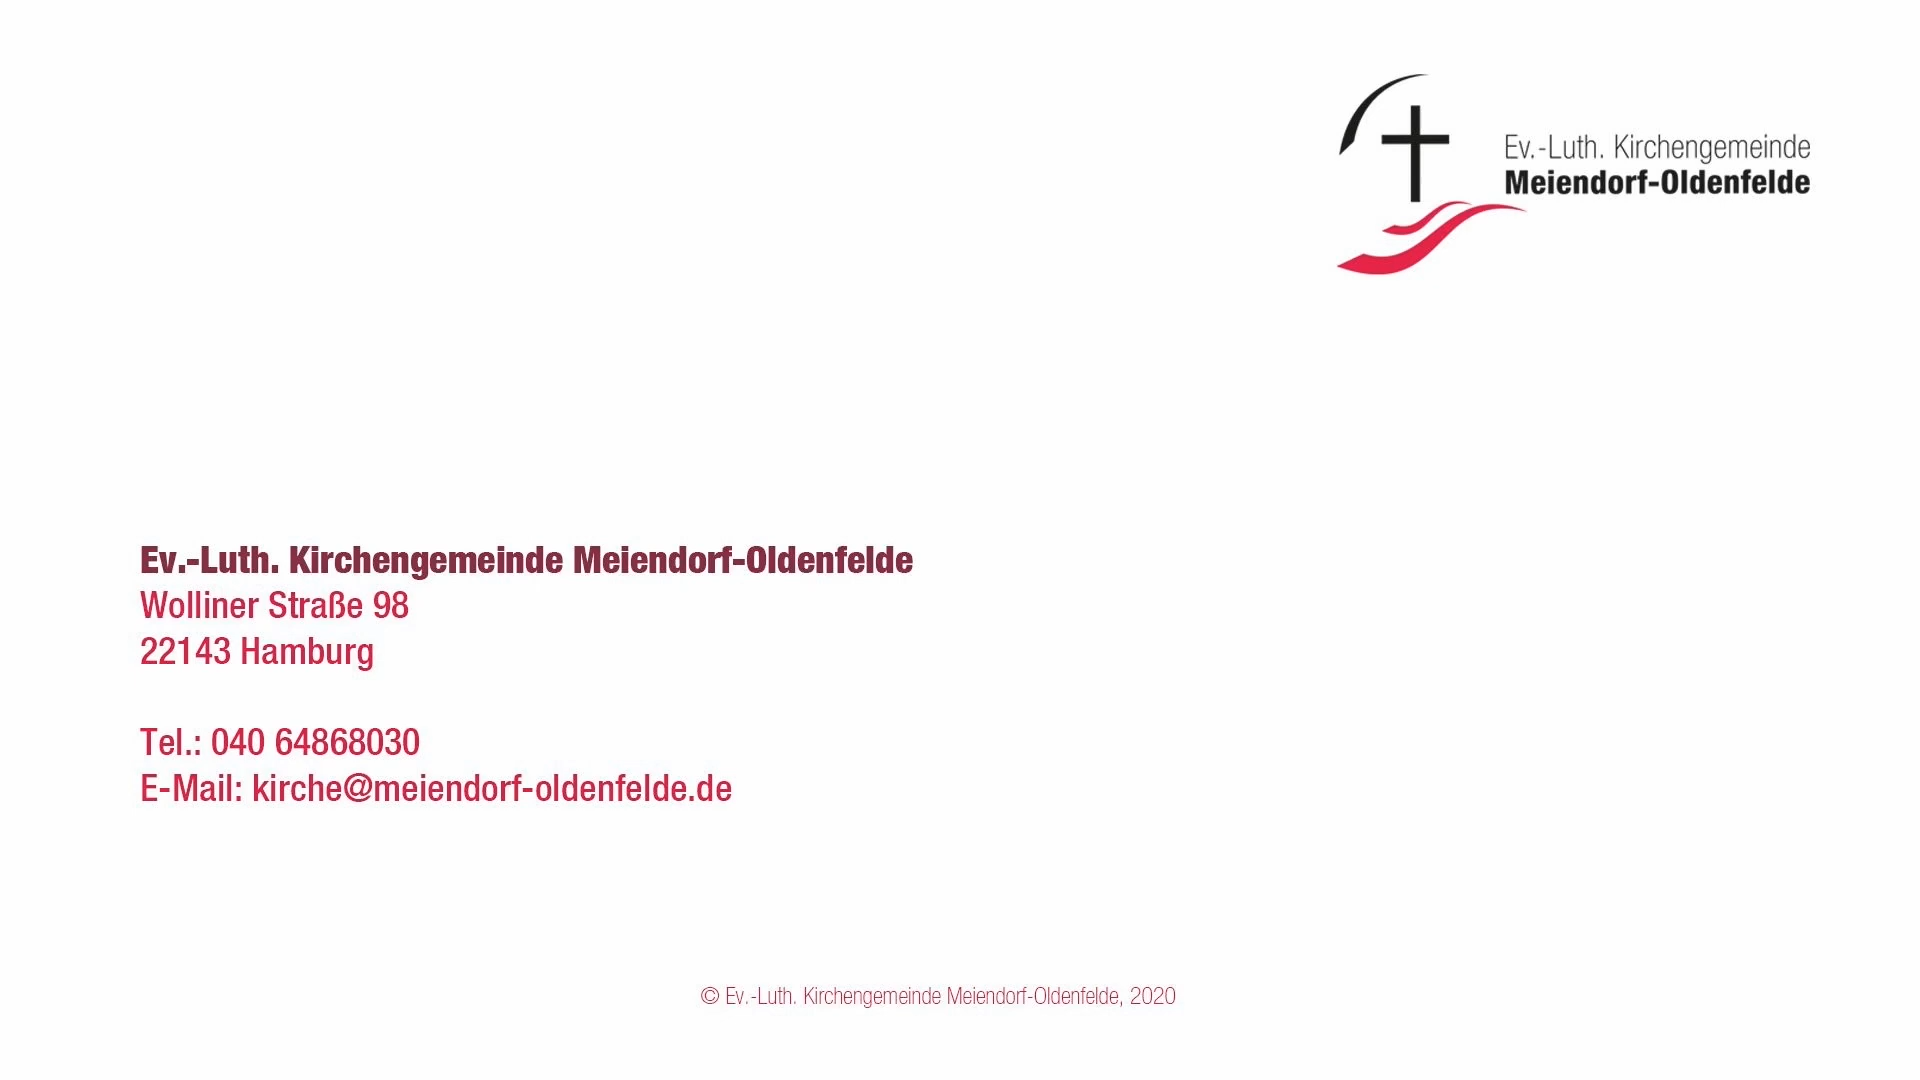 Ev.-Luth. Kirchengemeinde
Meiendorf-Oldenfelde
Ev.-Luth. Kirchengemeinde Meiendorf-Oldenfelde
Wolliner Straße 98
22143 Hamburg
Tel.: 040 64868030
E-Mail: kirche@meiendorf-oldenfelde.de
© Ev.-Luth. Kirchengemeinde Meiendorf-Oldenfelde, 2020